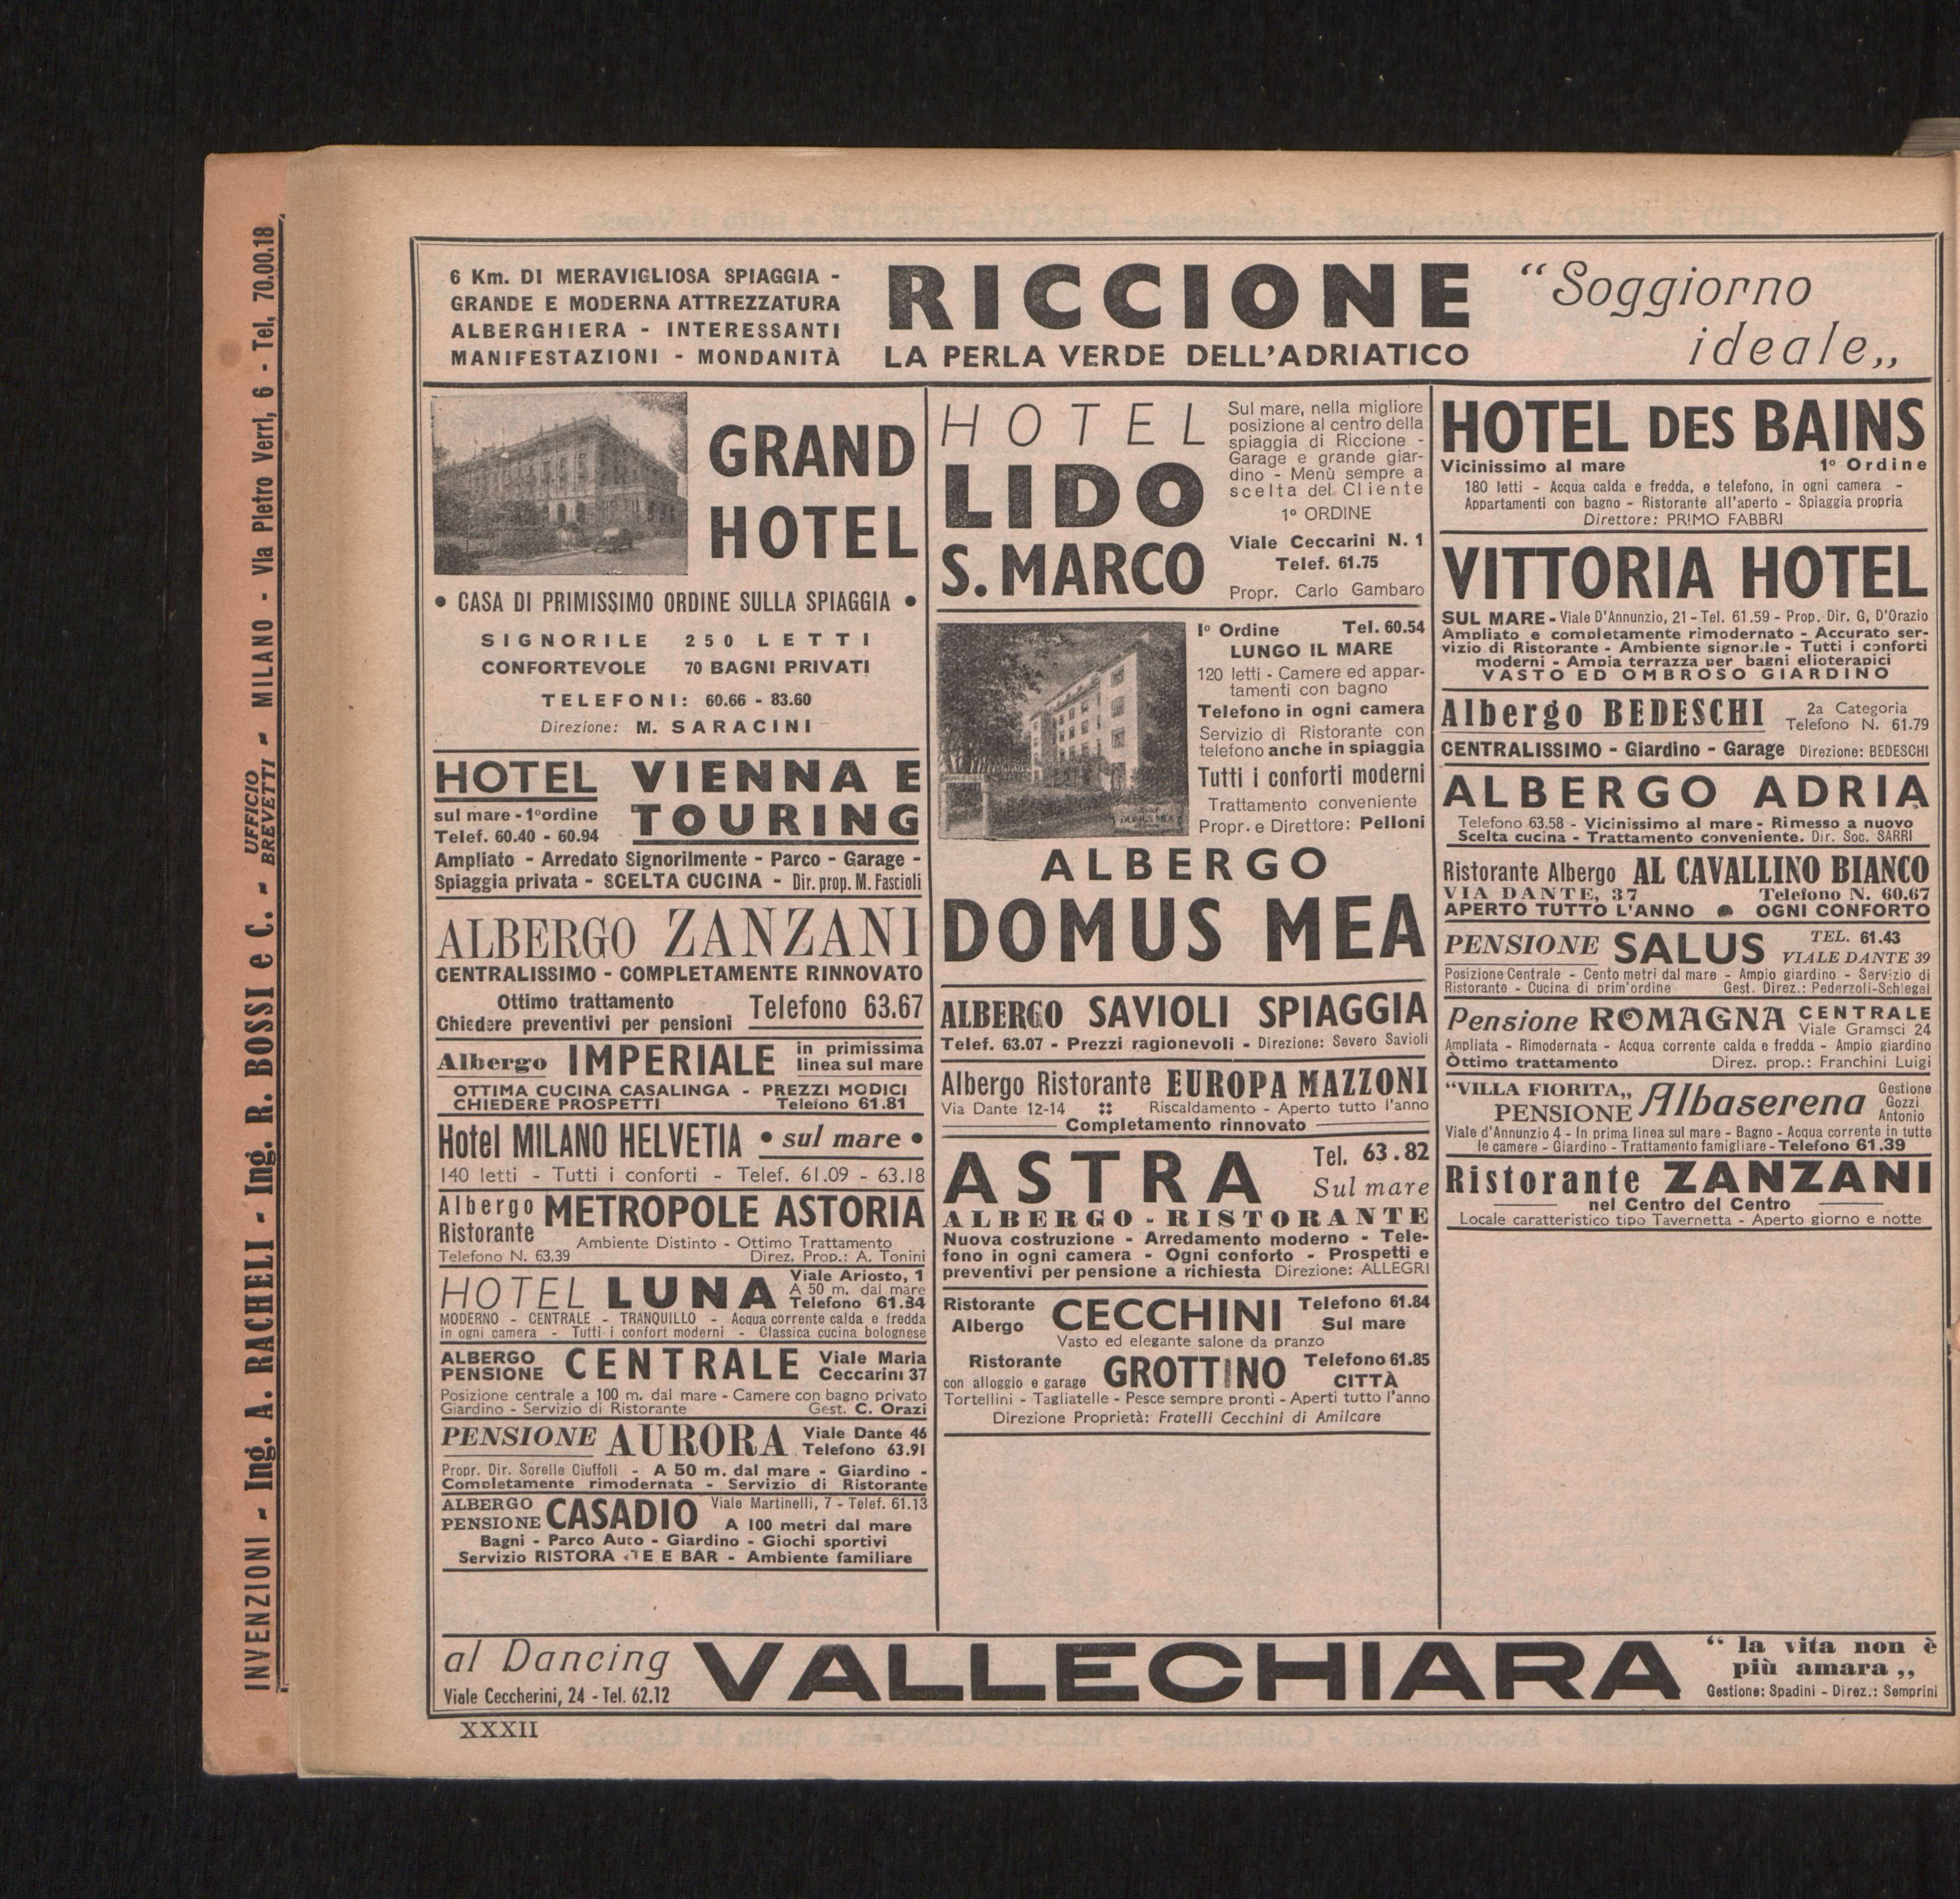 INVENZIONI - Ing. A. RACHELI - Ing. R. BOSSI e C. - UFFICIO BREVETTI - MILANO - Via Pietro Verri, 6 - Tel. 70.00.18
6 Km. DI MERAVIGLIOSA SPIAGGIA -
GRANDE E MODERNA ATTREZZATURA
ALBERGHIERA - INTERESSANTI
MANIFESTAZIONI - MONDANITÀ
RICCIONE
LA PERLA VERDE DELL'ADRIATICO
“Soggiorno
ideale„
GRAND
HOTEL
• CASA DI PRIMISSIMO ORDINE SULLA SPIAGGIA •
SIGNORILE 250 LETTI
CONFORTEVOLE 70 BAGNI PRIVATI
TELEFONI: 60.66 - 83.60
Direzione: M. SARACINI
HOTEL VIENNA E
TOURING
sul mare - 1º ordine
Telef. 60.40 - 60.94
Ampliato - Arredato Signorilmente - Parco - Garage -
Spiaggia privata - SCELTA CUCINA - Dir. prop. M. Fascioli
ALBERGO ZANZANI
CENTRALISSIMO - COMPLETAMENTE RINNOVATO
Ottimo trattamento
Chiedere preventivi per pensioni
Telefono 63.67
Albergo IMPERIALE in primissima
linea sul mare
OTTIMA CUCINA CASALINGA - PREZZI MODICI
CHIEDERE PROSPETTI Telefono 61.81
Hotel MILANO HELVETIA • sul mare •
140 letti - Tutti i conforti - Telef. 61.09 - 63.18
Albergo
Ristorante
METROPOLE ASTORIA
Ambiente Distinto - Ottimo Trattamento
Telefono N. 63.39 Direz. Prop.: A. Tonini
HOTEL LUNA
Viale Ariosto, 1
A 50 m. dal mare
Telefono 61.84
MODERNO - CENTRALE - TRANQUILLO - Acqua corrente calda e fredda
in ogni camera - Tutti i confort moderni - Classica cucina bolognese
ALBERGO
PENSIONE
CENTRALE
Viale Maria
Ceccarini 37
Posizione centrale a 100 m. dal mare - Camere con bagno privato
Giardino - Servizio di Ristorante Gest. C. Orazi
PENSIONE AURORA
Viale Dante 46
Telefono 63.91
Propr. Dir. Sorelle Ciuffoli - A 50 m. dal mare - Giardino -
Completamente rimodernata - Servizio di Ristorante
ALBERGO
PENSIONE
CASADIO
Viale Martinelli, 7 - Telef. 61.13
A 100 metri dal mare
Bagni - Parco Auto - Giardino - Giochi sportivi
Servizio RISTORA TE E BAR - Ambiente familiare
HOTEL
LIDO
S. MARCO
Sul mare, nella migliore
posizione al centro della
spiaggia di Riccione -
Garage e grande giar-
dino - Menù sempre a
scelta del Cliente
1º ORDINE
Viale Ceccarini N. 1
Telef. 61.75
Propr. Carlo Gambaro
Iº Ordine Tel. 60.54
LUNGO IL MARE
120 letti - Camere ed appar-
tamenti con bagno
Telefono in ogni camera
Servizio di Ristorante con
telefono anche in spiaggia
Tutti i conforti moderni
Trattamento conveniente
Propr. e Direttore: Pelloni
DOMUS MEA
ALBERGO
DOMUS MEA
ALBERGO SAVIOLI SPIAGGIA
Telef. 63.07 - Prezzi ragionevoli - Direzione: Severo Savioli
Albergo Ristorante EUROPA MAZZONI
Via Dante 12-14 Riscaldamento - Aperto tutto l'anno
Completamento rinnovato
ASTRA
Tel. 63.82
Sul mare
ALBERGO - RISTORANTE
Nuova costruzione - Arredamento moderno - Tele-
fono in ogni camera - Ogni conforto - Prospetti e
preventivi per pensione a richiesta Direzione: ALLEGRI
Ristorante
Albergo
CECCHINI
Telefono 61.84
Sul mare
Vasto ed elegante salone da pranzo
Ristorante
con alloggio e garage
GROTTINO
Telefono 61.85
CITTÀ
Tortellini - Tagliatelle - Pesce sempre pronti - Aperti tutto l'anno
Direzione Proprietà: Fratelli Cecchini di Amilcare
HOTEL DES BAINS
Vicinissimo al mare 1º Ordine
180 letti - Acqua calda e fredda, e telefono, in ogni camera -
Appartamenti con bagno - Ristorante all'aperto - Spiaggia propria
Direttore: PRIMO FABBRI
VITTORIA HOTEL
SUL MARE - Viale D'Annunzio, 21 - Tel. 61.59 - Prop. Dir. G, D'Orazio
Ampliato e completamente rimodernato - Accurato ser-
vizio di Ristorante - Ambiente signorile - Tutti i conforti
moderni - Ampia terrazza per bagni elioterapici
VASTO ED OMBROSO GIARDINO
Albergo BEDESCHI
2a Categoria
Telefono N. 61.79
CENTRALISSIMO - Giardino - Garage Direzione: BEDESCHI
ALBERGO ADRIA
Telefono 63.58 - Vicinissimo al mare - Rimesso a nuovo
Scelta cucina - Trattamento conveniente. Dir. Soc. SARRI
Ristorante Albergo AL CAVALLINO BIANCO
VIA DANTE, 37 Telefono N. 60.67
APERTO TUTTO L'ANNO ● OGNI CONFORTO
PENSIONE SALUS
TEL. 61.43
VIALE DANTE 39
Posizione Centrale - Cento metri dal mare - Ampio giardino - Servizio di
Ristorante - Cucina di prim'ordine Gest. Direz.: Pederzoli-Schlegel
Pensione ROMAGNA
CENTRALE
Viale Gramsci 24
Ampliata - Rimodernata - Acqua corrente calda e fredda - Ampio giardino
Òttimo trattamento Direz. prop.: Franchini Luigi
“VILLA FIORITA„
PENSIONE
Albaserena
Gestione
Gozzi
Antonio
Viale d'Annunzio 4 - In prima linea sul mare - Bagno - Acqua corrente in tutte
le camere - Giardino - Trattamento famigliare - Telefono 61.39
Ristorante ZANZANI
nel Centro del Centro
Locale caratteristico tipo Tavernetta - Aperto giorno e notte
al Dancing
Viale Ceccherini, 24 - Tel. 62.12
VALLECHIARA
“ la vita non è
più amara „
Gestione: Spadini - Direz.: Semprini
XXXII